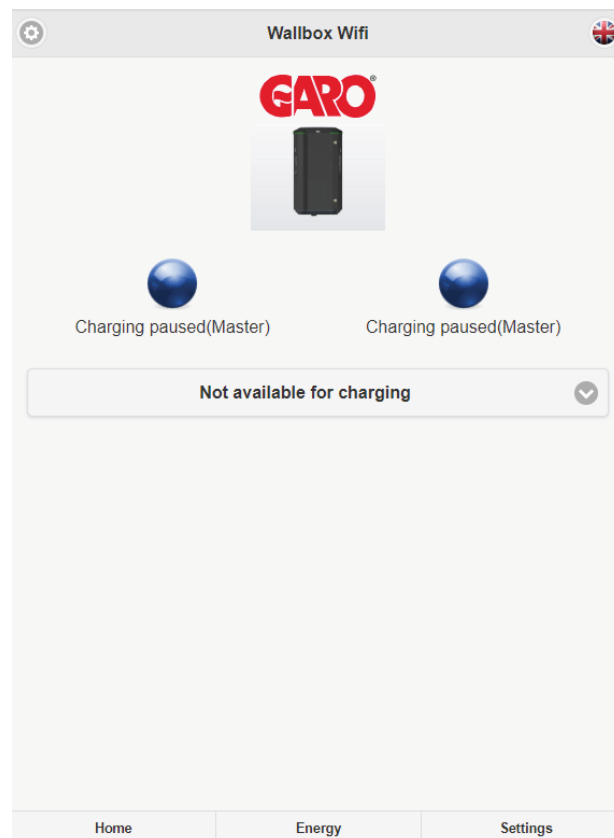 Wallbox Wifi
GARO®
Charging paused(Master)
Charging paused(Master)
Not available for charging
Home
Energy
Settings